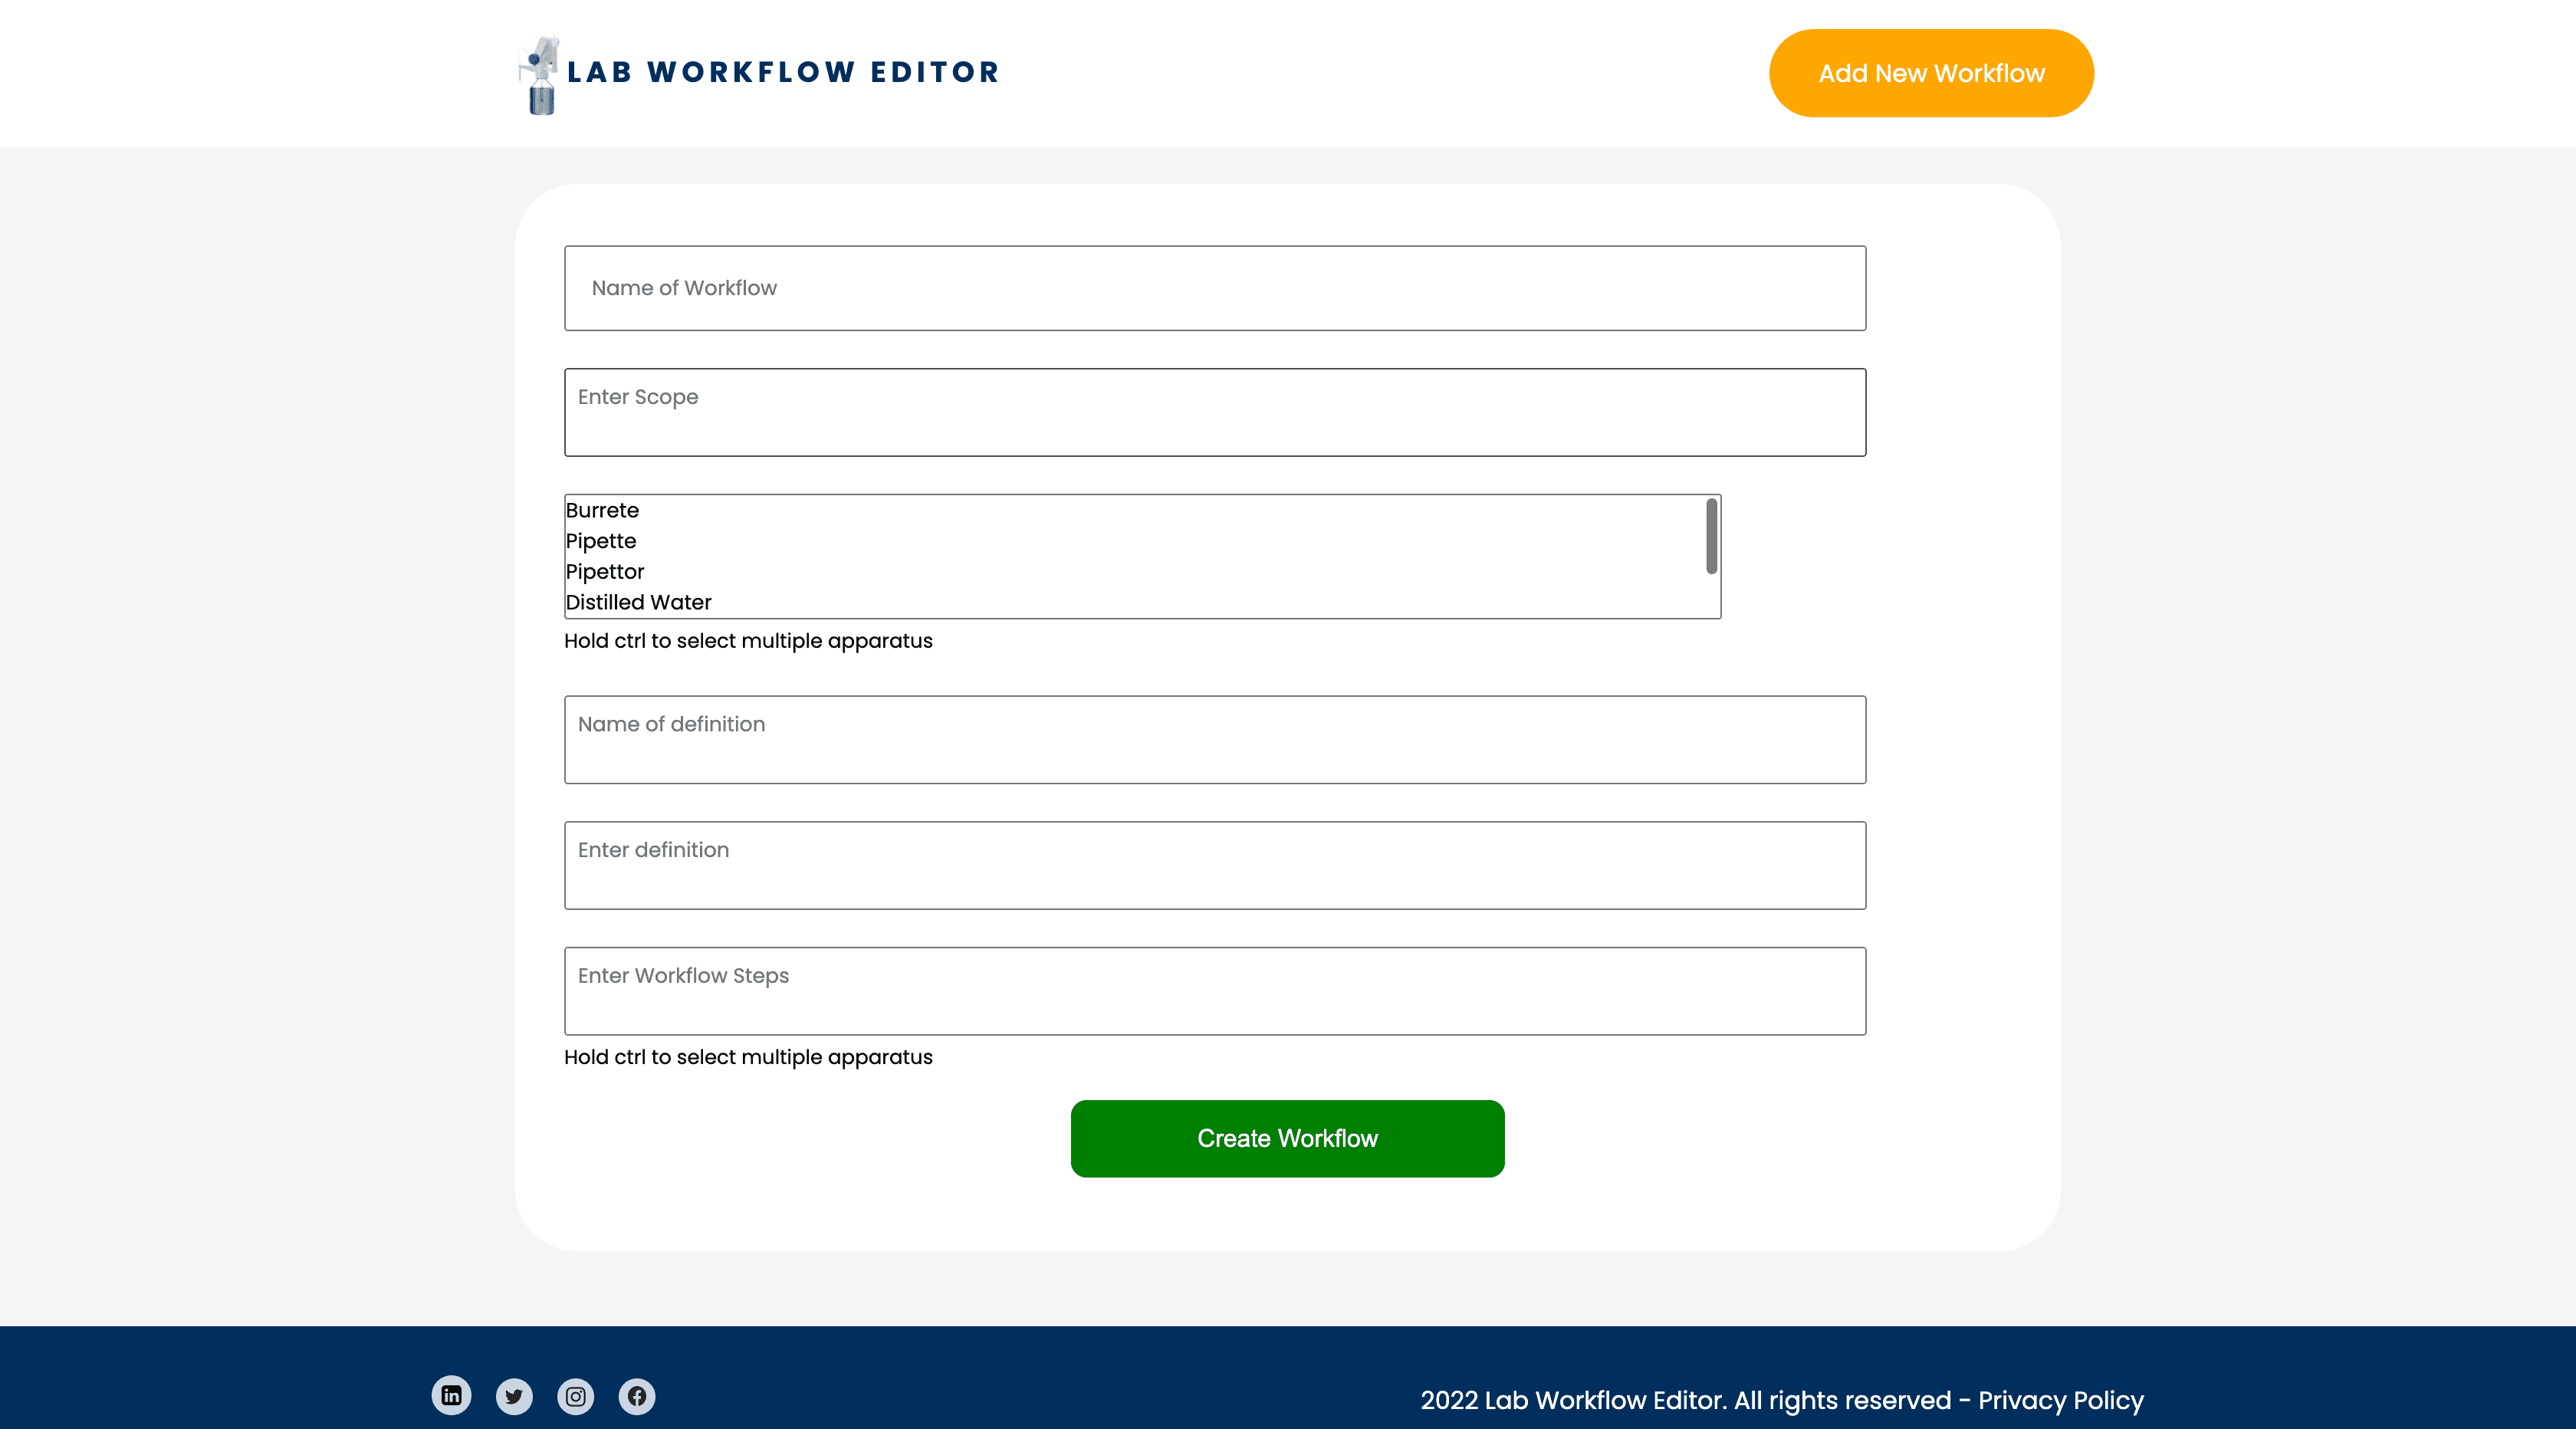 LAB WORKFLOW EDITOR
Add New Workflow
Name of Workflow
Enter Scope
Burrete
Pipette
Pipettor
Distilled Water
Hold ctrl to select multiple apparatus
Name of definition
Enter definition
Enter Workflow Steps
Hold ctrl to select multiple apparatus
Create Workflow
2022 Lab Workflow Editor. All rights reserved - Privacy Policy